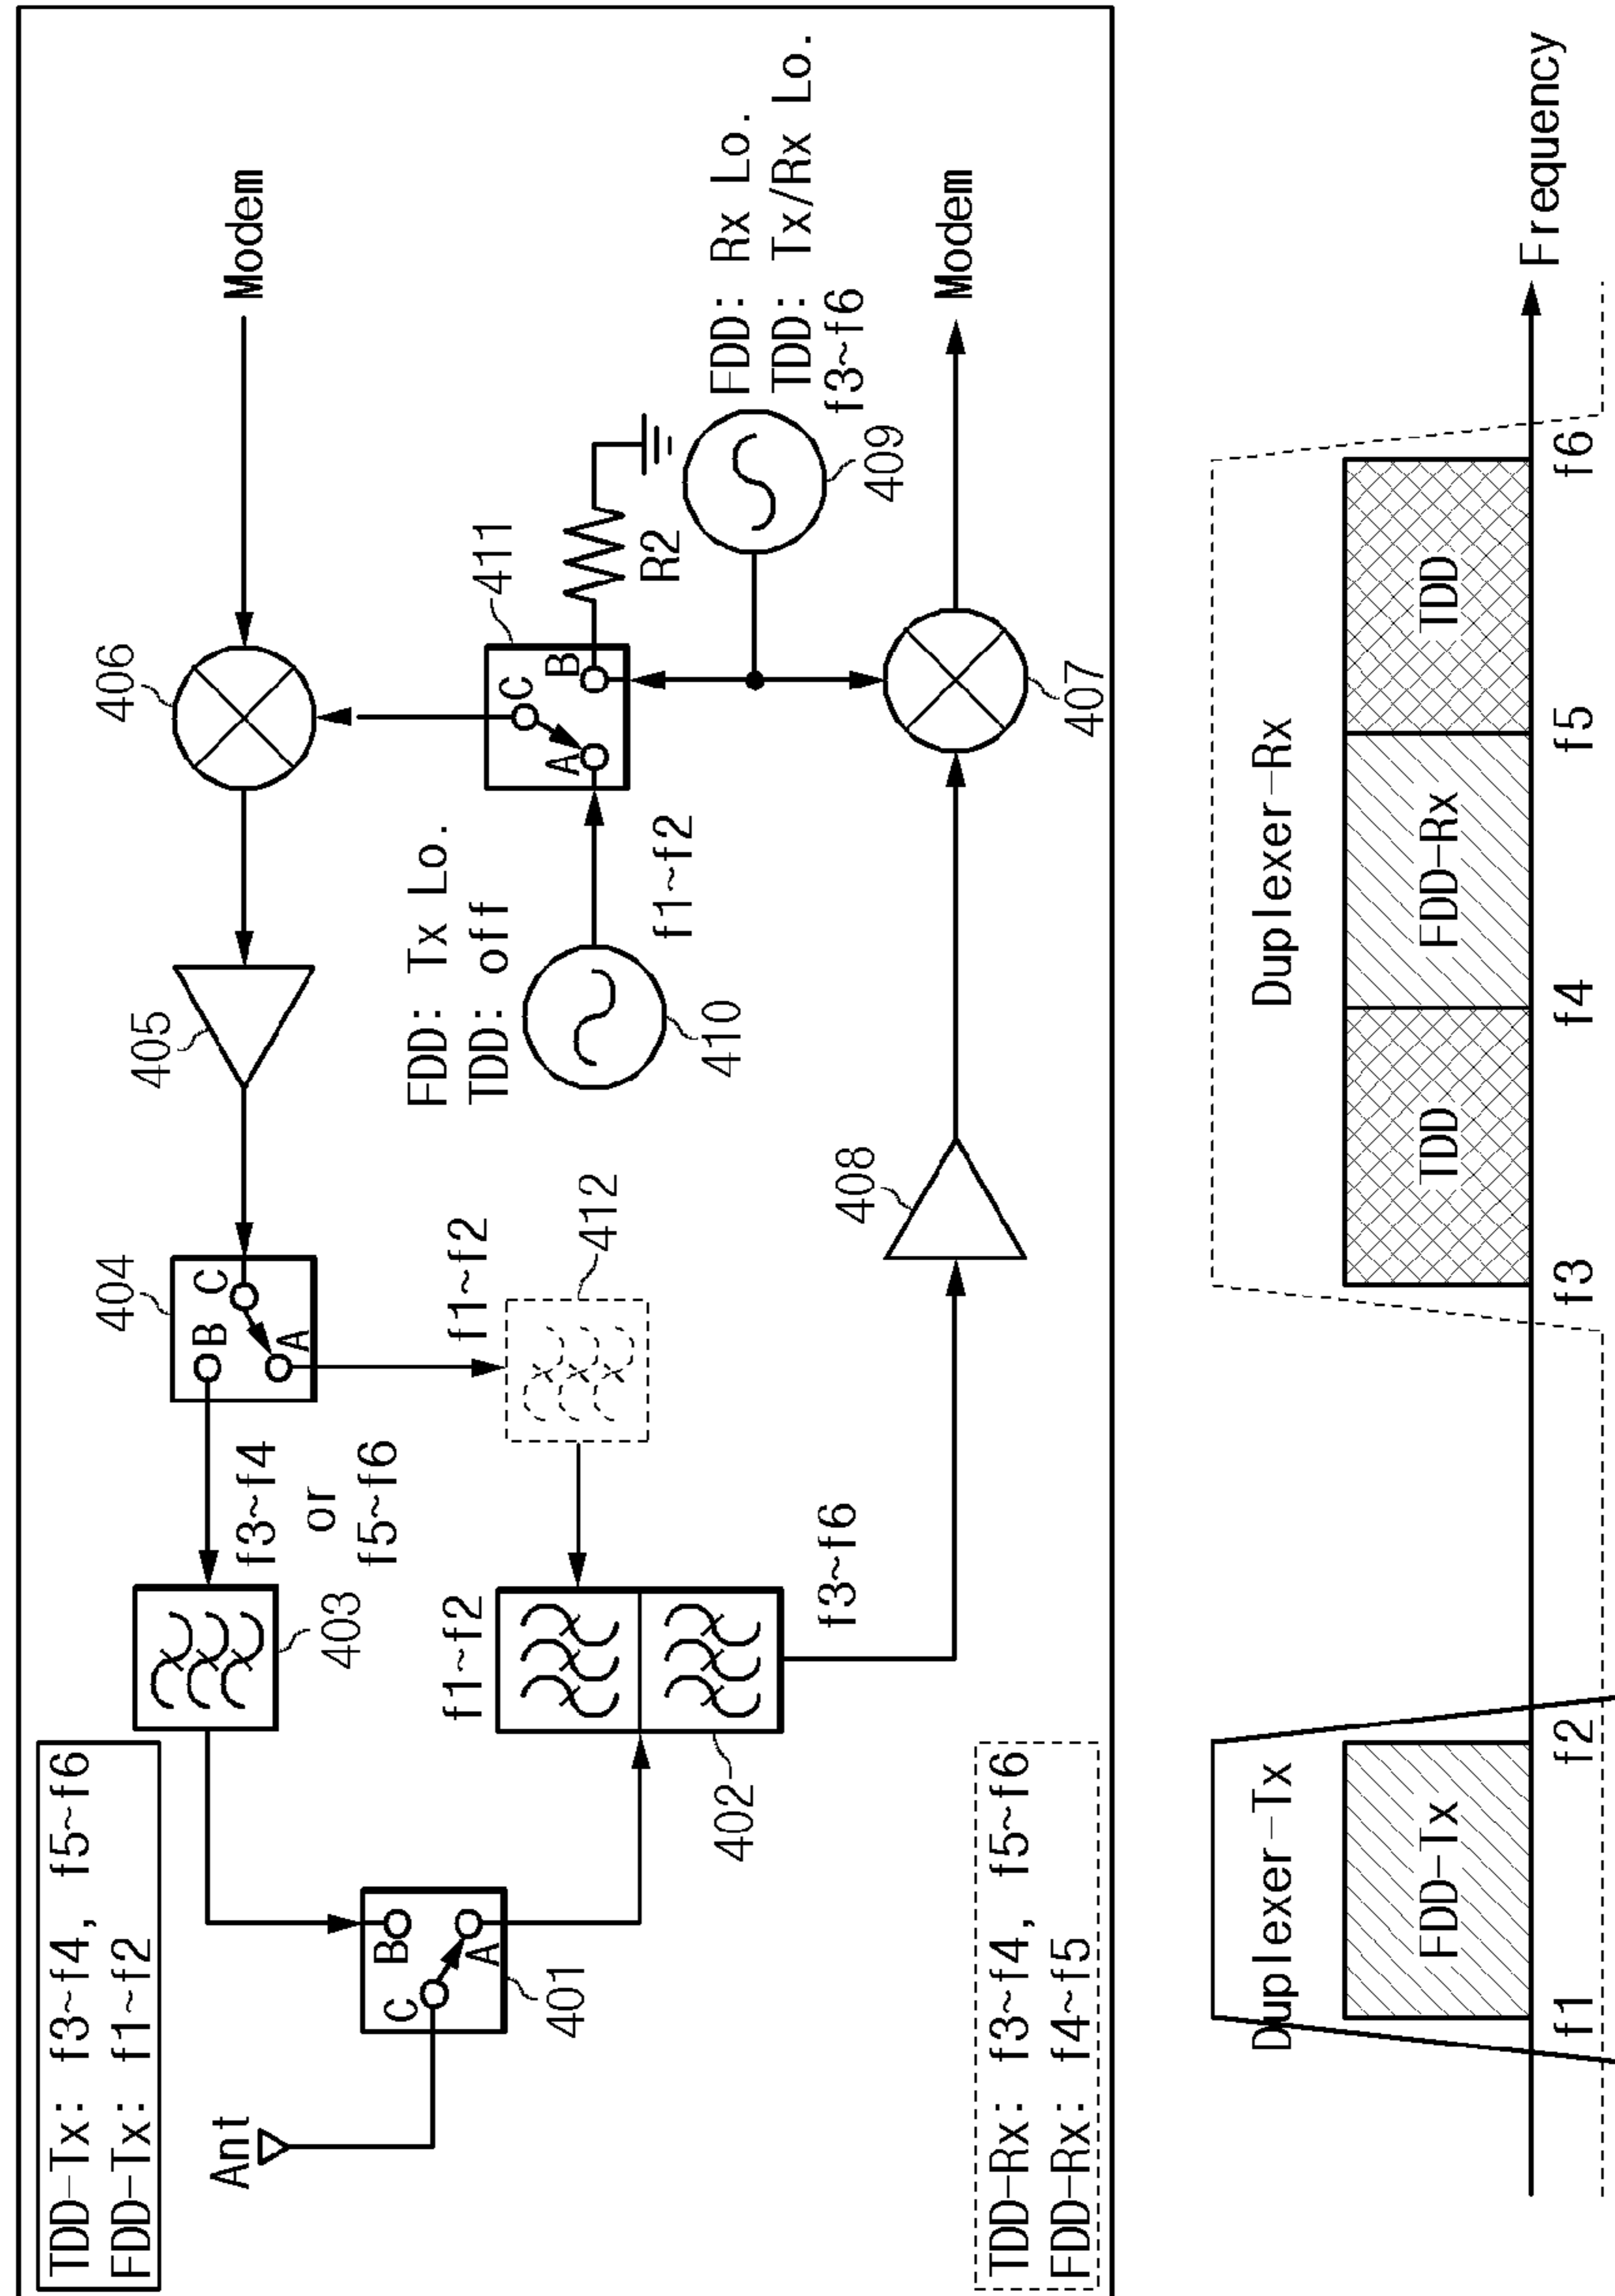 TDD-Tx: f3~f4, f5~f6
FDD-Tx: f1~f2
Ant
C
B
A
401
403
f3~f4
or
f5~f6
404
B
C
A
405
406
Modem
f1~f2
402
f1~f2
412
FDD: Tx Lo.
TDD: off
410
f1~f2
411
C
A
B
R2
FDD: Rx Lo.
TDD: Tx/Rx Lo.
f3~f6
409
f3~f6
408
407
Modem
TDD-Rx: f3~f4, f5~f6
FDD-Rx: f4~f5
Duplexer-Tx
Duplexer-Rx
FDD-Tx
TDD
FDD-Rx
TDD
Frequency
f1
f2
f3
f4
f5
f6